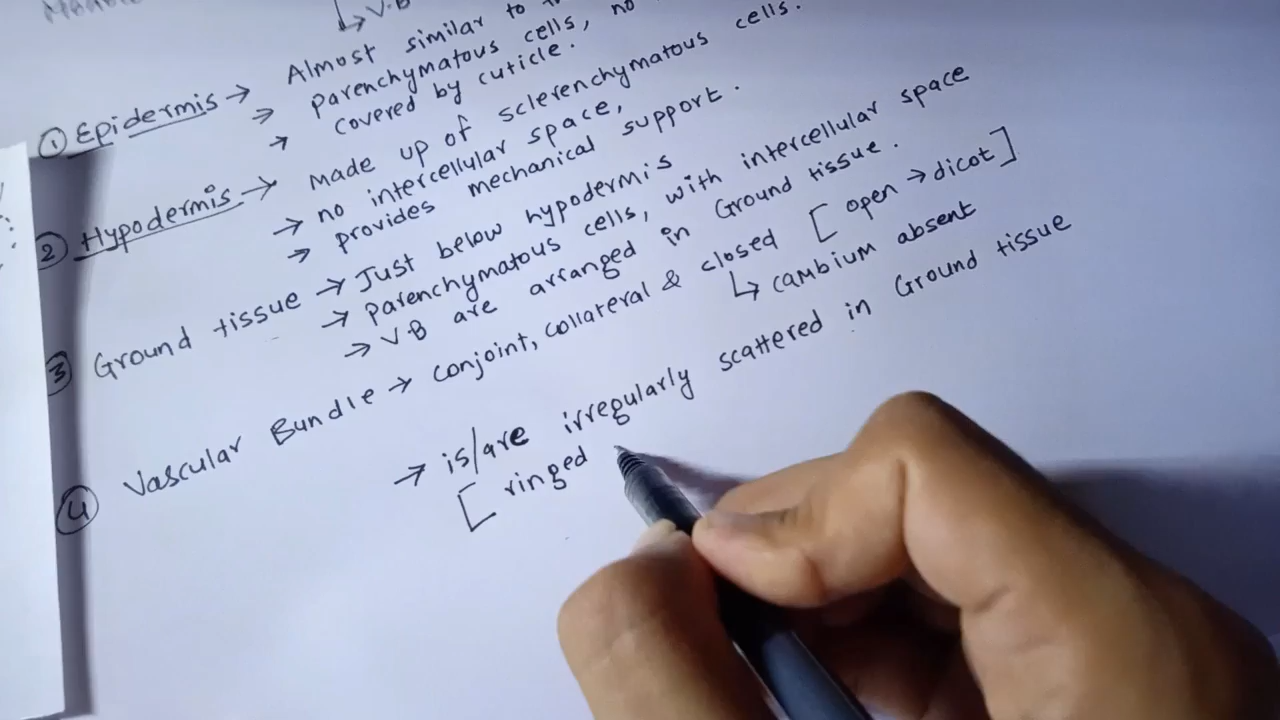 ↳ V.B
① Epidermis → Almost similar to
→ parenchymatous cells, no
→ covered by cuticle.
② Hypodermis → Made up of sclerenchymatous cells.
→ no intercellular space,
→ provides mechanical support.
③ Ground tissue → Just below hypodermis
→ parenchymatous cells, with intercellular space
→ V.B are arranged in Ground tissue.
④ Vascular Bundle → conjoint, collateral & closed [open → dicot]
↳ cambium absent
→ is/are irregularly scattered in Ground tissue
[ ringed